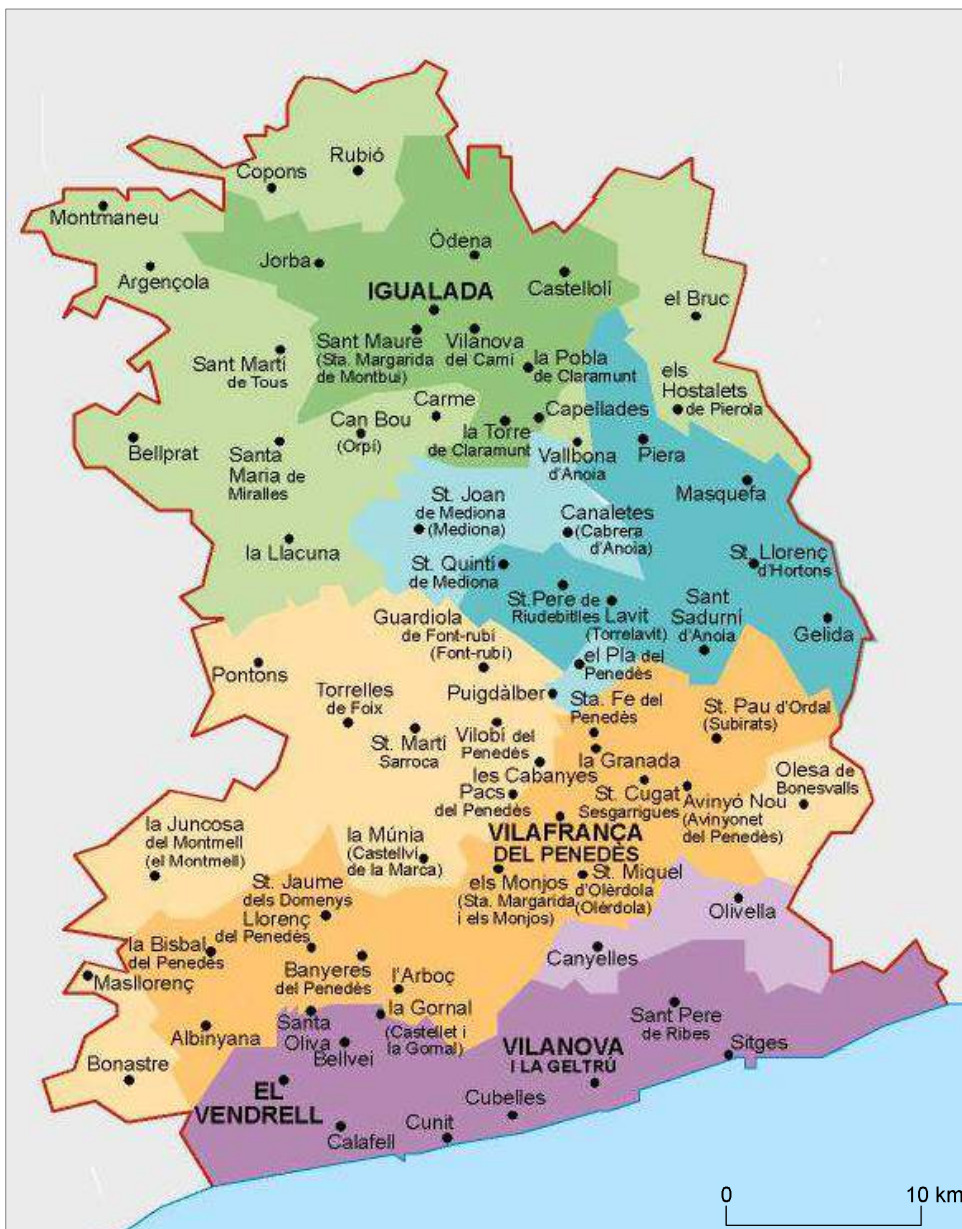 Rubió
Copons
Montmaneu
Òdena
Jorba
Argençola
Castellolí
IGUALADA
el Bruc
Sant Maure
(Sta. Margarida
de Montbui)
Vilanova
del Camí
Sant Martí
de Tous
la Pobla
de Claramunt
els
Hostalets
de Pierola
Carme
Capellades
Can Bou
(Orpí)
la Torre
de Claramunt
Bellprat
Santa
Maria de
Miralles
Vallbona
d'Anoia
Piera
Masquefa
St. Joan
de Mediona
(Mediona)
Canaletes
(Cabrera
d'Anoia)
la Llacuna
St. Llorenç
d'Hortons
St. Quintí
de Mediona
St. Pere de
Riudebitlles
Lavit
(Torrelavit)
Sant
Sadurní
d'Anoia
Gelida
Guardiola
de Font-rubí
(Font-rubí)
el Pla del
Penedès
Pontons
Puigdàlber
Torrelles
de Foix
Sta. Fe del
Penedès
St. Pau d'Ordal
(Subirats)
St. Martí
Sarroca
Vilobí del
Penedès
la Granada
les Cabanyes
Olesa de
Bonesvalls
Pacs
del Penedès
St. Cugat
Sesgarrigues
Avinyó Nou
(Avinyonet
del Penedès)
la Juncosa
del Montmell
(el Montmell)
la Múnia
(Castellví
de la Marca)
VILAFRANÇA
DEL PENEDÈS
els Monjos
(Sta. Margarida
i els Monjos)
St. Miquel
d'Olèrdola
(Olèrdola)
St. Jaume
dels Domenys
Olivella
Llorenç
del Penedès
la Bisbal
del Penedès
Canyelles
Masllorenç
Banyeres
del Penedès
l'Arboç
la Gornal
(Castellet i
la Gornal)
Sant Pere
de Ribes
Santa
Oliva
Albinyana
Bellvei
VILANOVA
I LA GELTRÚ
Sitges
Bonastre
EL
VENDRELL
Cubelles
Cunit
Calafell
0 10 km